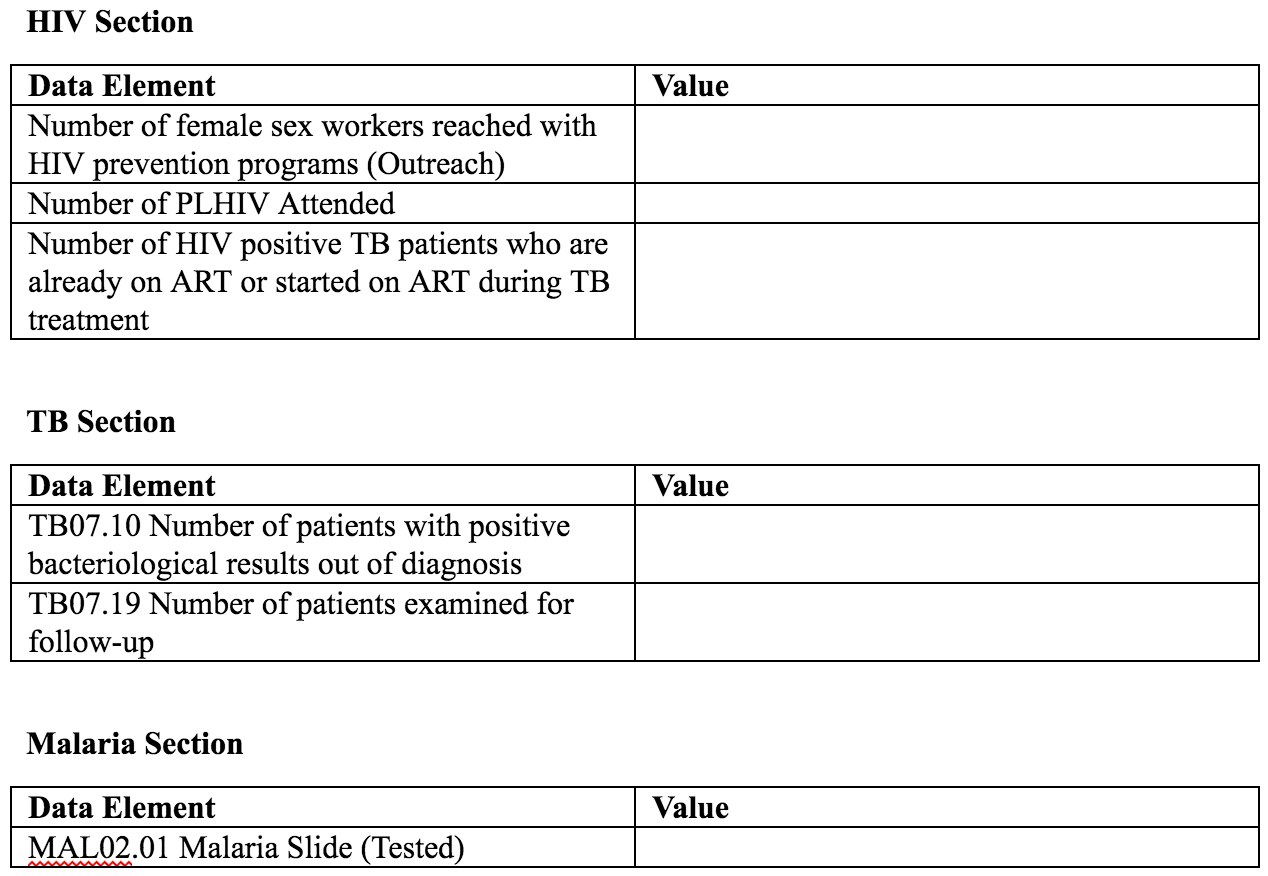 HIV Section
Data Element Value
Number of female sex workers reached with
HIV prevention programs (Outreach)
Number of PLHIV Attended
Number of HIV positive TB patients who are
already on ART or started on ART during TB
treatment
TB Section
Data Element Value
TB07.10 Number of patients with positive
bacteriological results out of diagnosis
TB07.19 Number of patients examined for
follow-up
Malaria Section
Data Element Value
MAL02.01 Malaria Slide (Tested)